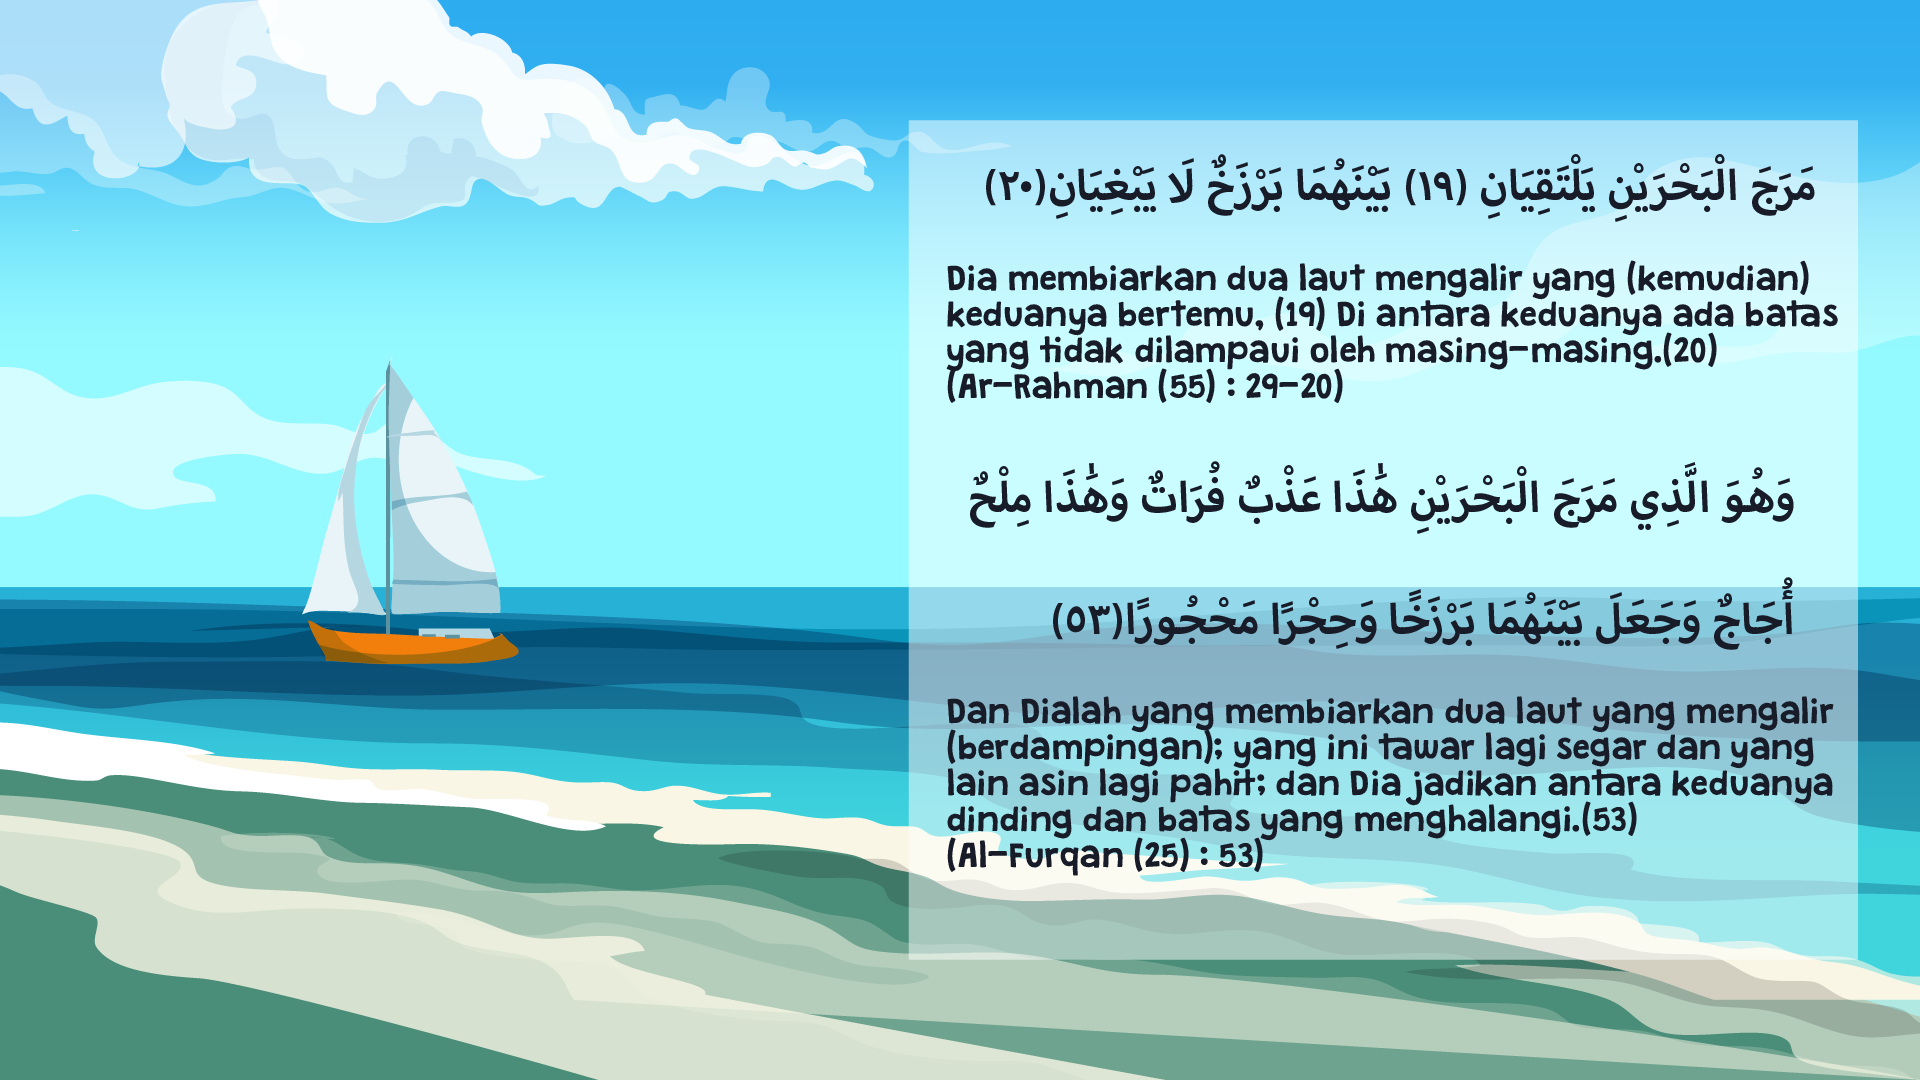 مَرَجَ الْبَحْرَيْنِ يَلْتَقِيَانِ (١٩) بَيْنَهُمَا بَرْزَخٌ لَا يَبْغِيَانِ(٢٠)
Dia membiarkan dua laut mengalir yang (kemudian)
keduanya bertemu, (19) Di antara keduanya ada batas
yang tidak dilampaui oleh masing-masing.(20)
(Ar-Rahman (55) : 29-20)
وَهُوَ الَّذِي مَرَجَ الْبَحْرَيْنِ هَٰذَا عَذْبٌ فُرَاتٌ وَهَٰذَا مِلْحٌ
أُجَاجٌ وَجَعَلَ بَيْنَهُمَا بَرْزَخًا وَحِجْرًا مَحْجُورًا(٥٣)
Dan Dialah yang membiarkan dua laut yang mengalir
(berdampingan); yang ini tawar lagi segar dan yang
lain asin lagi pahit; dan Dia jadikan antara keduanya
dinding dan batas yang menghalangi.(53)
(Al-Furqan (25) : 53)